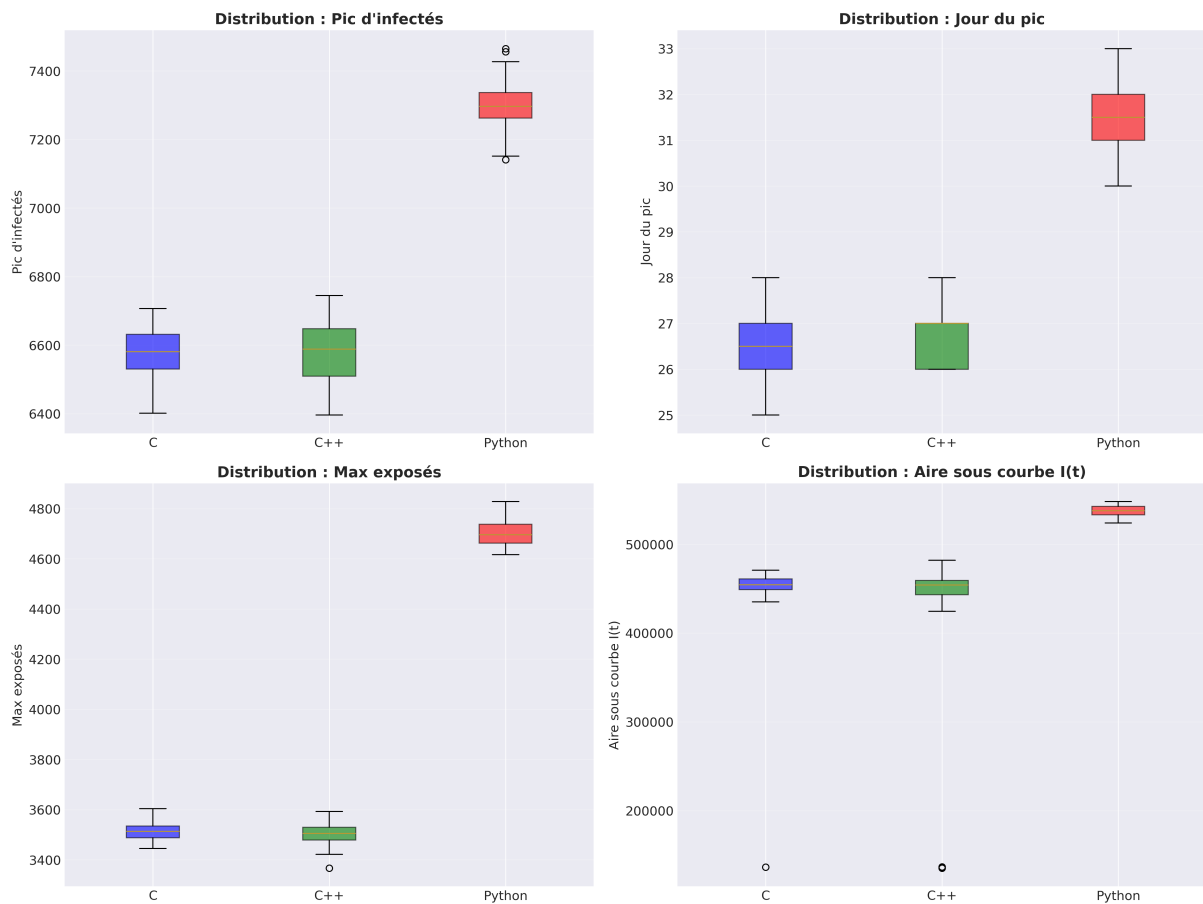 Distribution : Pic d'infectés
Pic d'infectés
7400
7200
7000
6800
6600
6400
C
C++
Python
Distribution : Jour du pic
Jour du pic
33
32
31
30
29
28
27
26
25
C
C++
Python
Distribution : Max exposés
Max exposés
4800
4600
4400
4200
4000
3800
3600
3400
C
C++
Python
Distribution : Aire sous courbe I(t)
Aire sous courbe I(t)
500000
400000
300000
200000
C
C++
Python